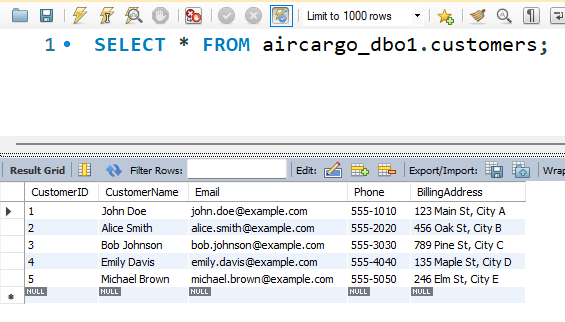 Limit to 1000 rows
1 SELECT * FROM aircargo_dbo1.customers;
Result Grid Filter Rows: Edit: Export/Import: Wrap
CustomerID CustomerName Email Phone BillingAddress
1 John Doe john.doe@example.com 555-1010 123 Main St, City A
2 Alice Smith alice.smith@example.com 555-2020 456 Oak St, City B
3 Bob Johnson bob.johnson@example.com 555-3030 789 Pine St, City C
4 Emily Davis emily.davis@example.com 555-4040 135 Maple St, City D
5 Michael Brown michael.brown@example.com 555-5050 246 Elm St, City E
NULL NULL NULL NULL NULL